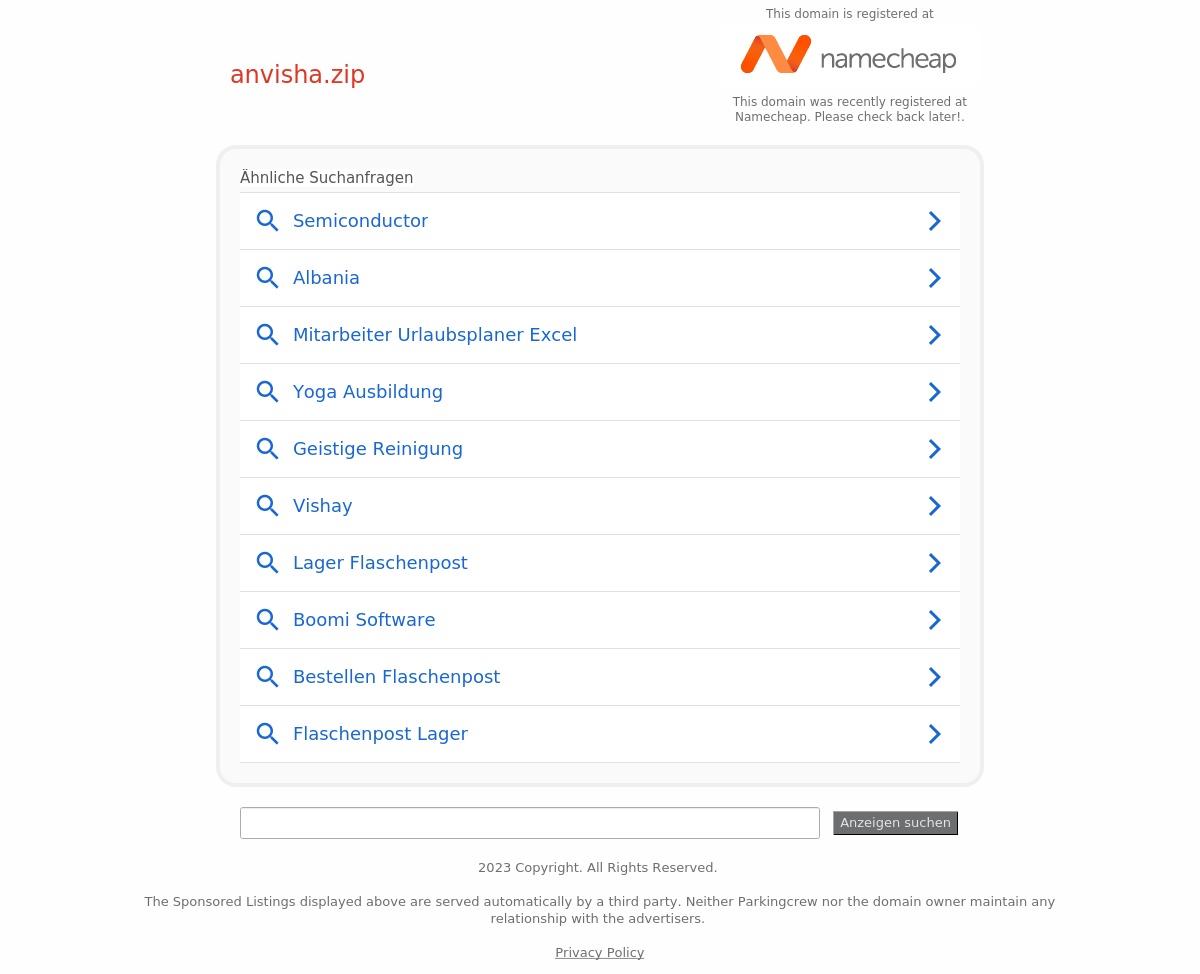 This domain is registered at
namecheap
anvisha.zip
This domain was recently registered at
Namecheap. Please check back later!.
Ähnliche Suchanfragen
Semiconductor
Albania
Mitarbeiter Urlaubsplaner Excel
Yoga Ausbildung
Geistige Reinigung
Vishay
Lager Flaschenpost
Boomi Software
Bestellen Flaschenpost
Flaschenpost Lager
Anzeigen suchen
2023 Copyright. All Rights Reserved.
The Sponsored Listings displayed above are served automatically by a third party. Neither Parkingcrew nor the domain owner maintain any
relationship with the advertisers.
Privacy Policy